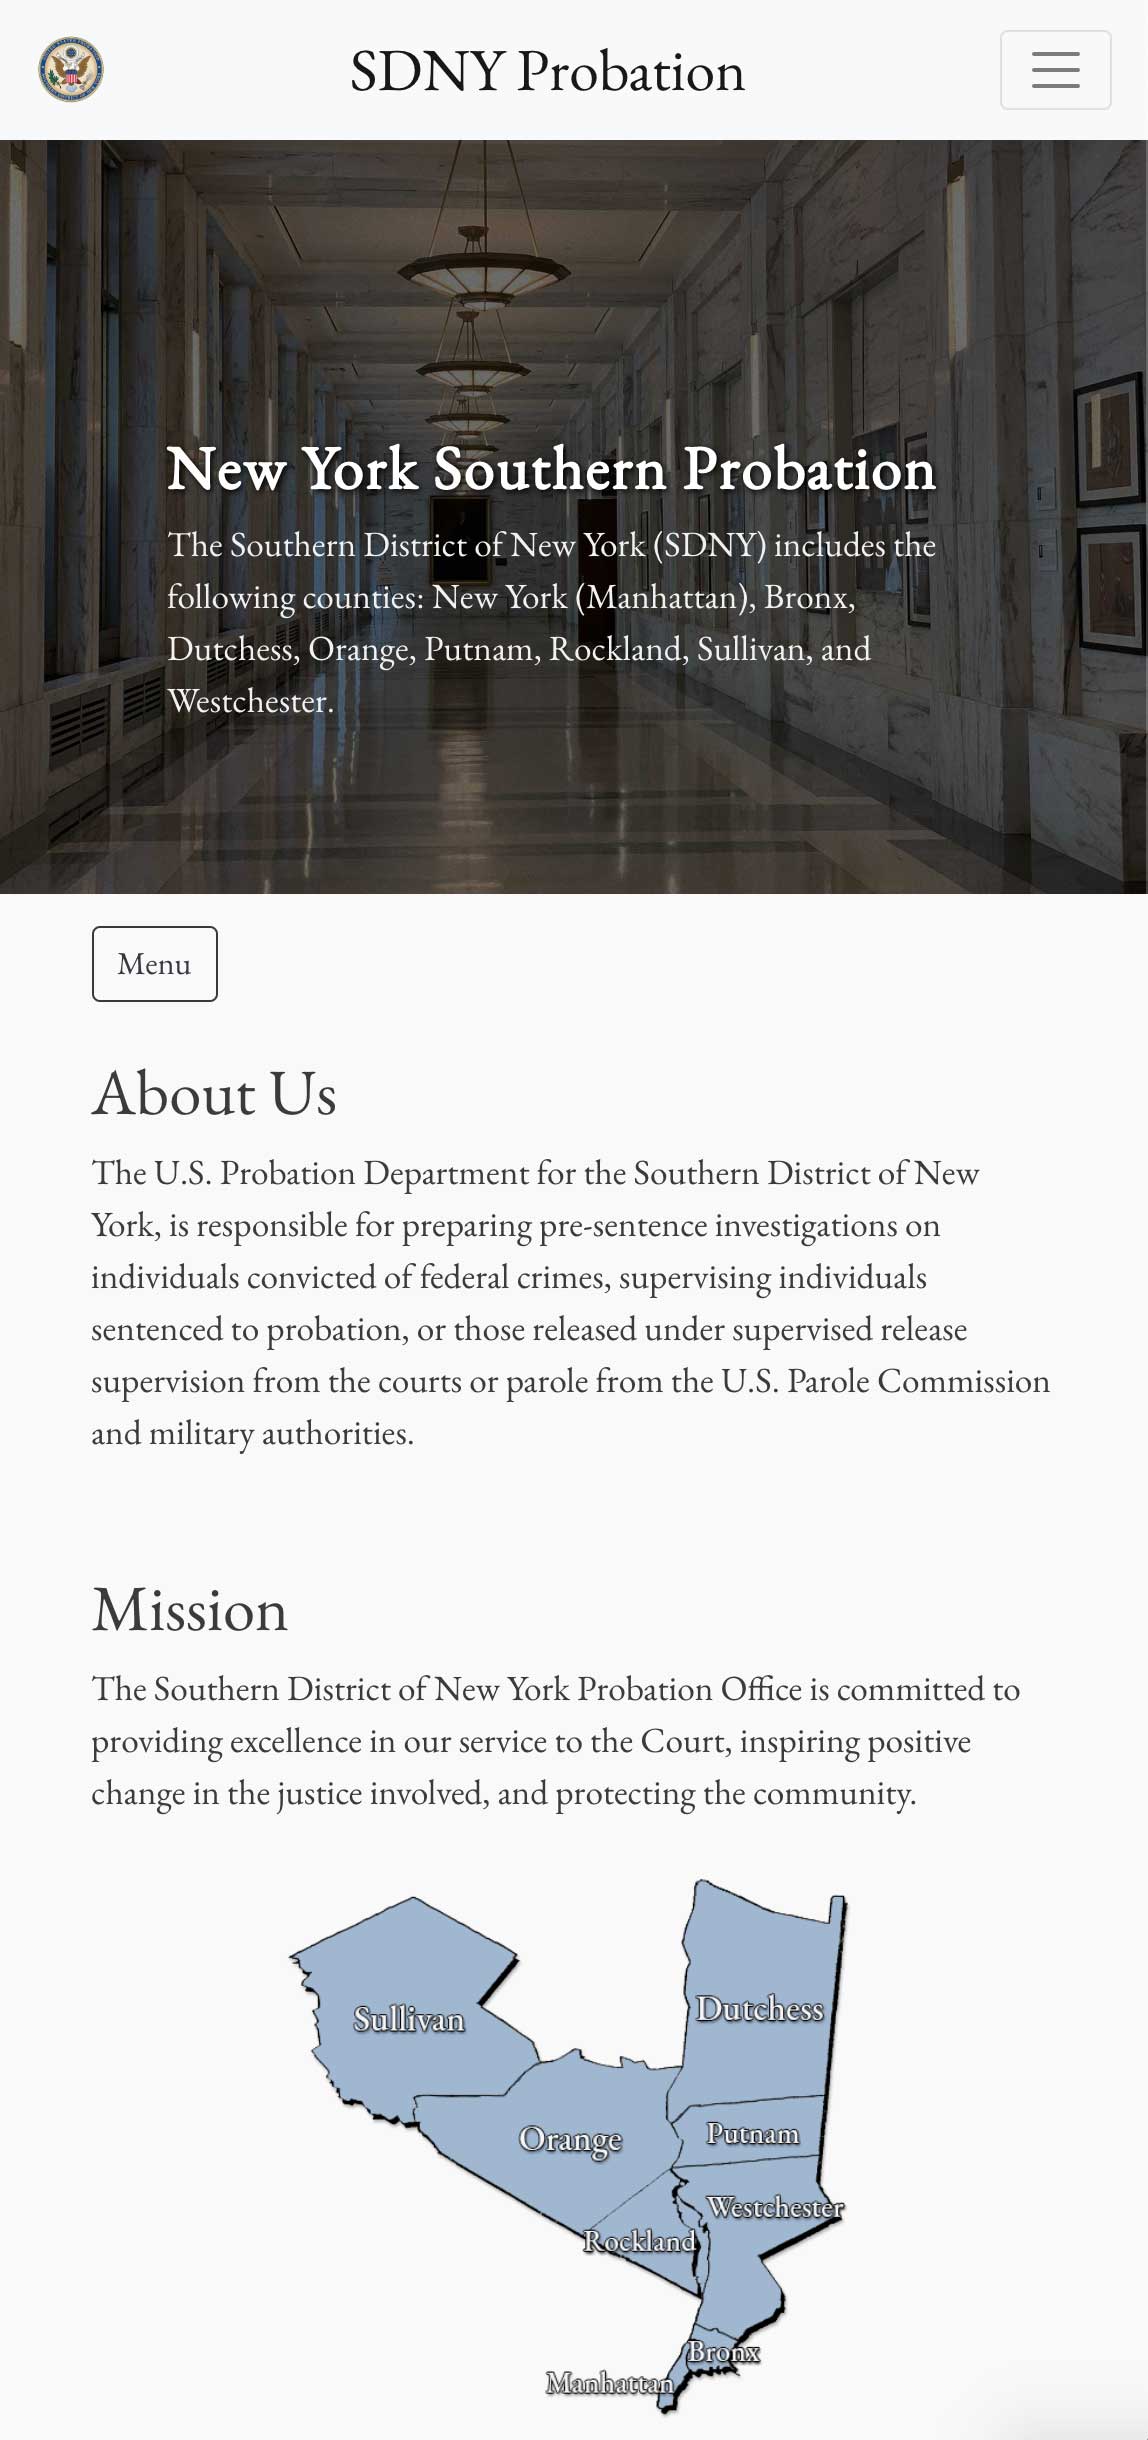 SDNY Probation
New York Southern Probation
The Southern District of New York (SDNY) includes the
following counties: New York (Manhattan), Bronx,
Dutchess, Orange, Putnam, Rockland, Sullivan, and
Westchester.
Menu
About Us
The U.S. Probation Department for the Southern District of New
York, is responsible for preparing pre-sentence investigations on
individuals convicted of federal crimes, supervising individuals
sentenced to probation, or those released under supervised release
supervision from the courts or parole from the U.S. Parole Commission
and military authorities.
Mission
The Southern District of New York Probation Office is committed to
providing excellence in our service to the Court, inspiring positive
change in the justice involved, and protecting the community.
Sullivan
Dutchess
Orange
Putnam
Westchester
Rockland
Bronx
Manhattan